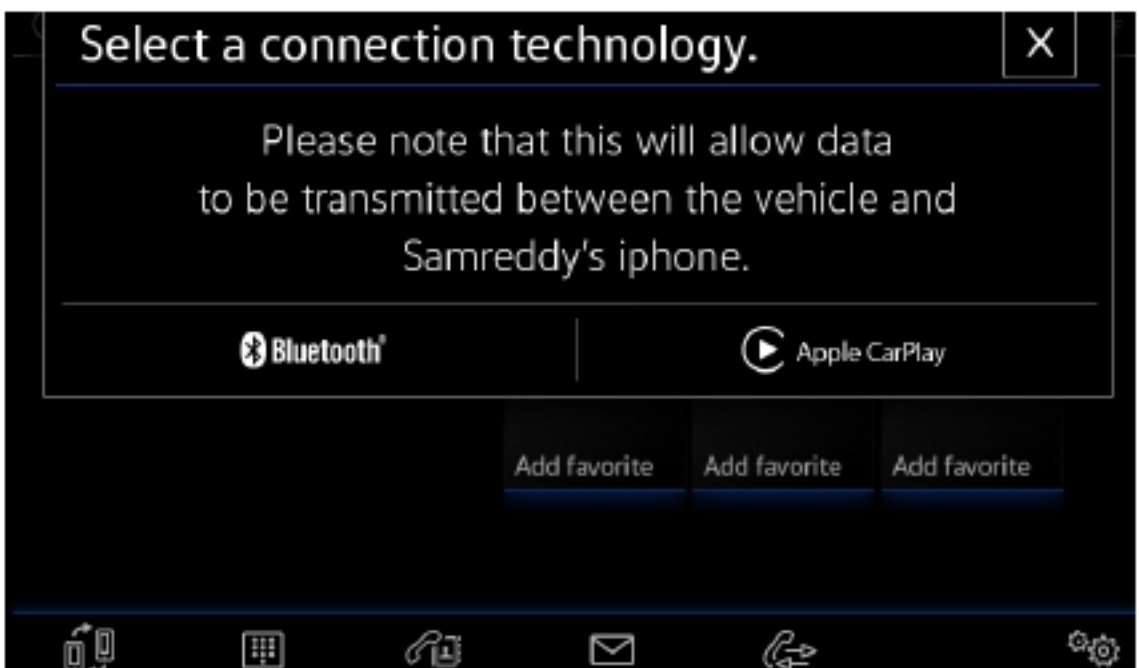 Select a connection technology.
X
Please note that this will allow data
to be transmitted between the vehicle and
Samreddy's iphone.
Bluetooth®
Apple CarPlay
Add favorite Add favorite Add favorite